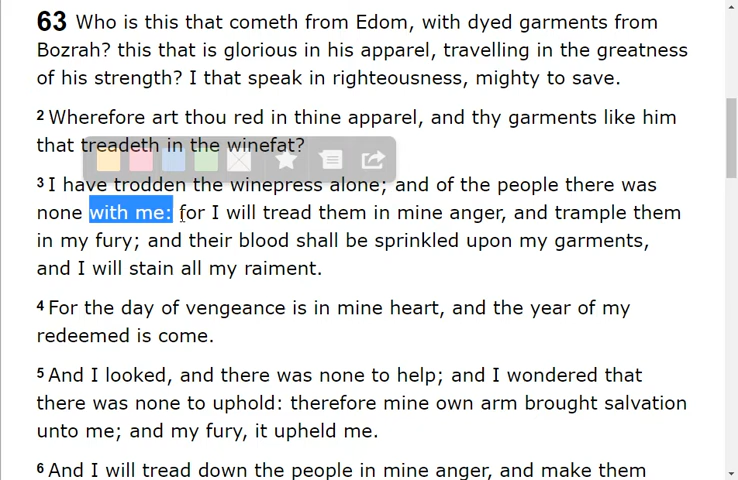 63 Who is this that cometh from Edom, with dyed garments from
Bozrah? this that is glorious in his apparel, travelling in the greatness
of his strength? I that speak in righteousness, mighty to save.
2 Wherefore art thou red in thine apparel, and thy garments like him
that treadeth in the winefat?
3 I have trodden the winepress alone; and of the people there was
none with me: for I will tread them in mine anger, and trample them
in my fury; and their blood shall be sprinkled upon my garments,
and I will stain all my raiment.
4 For the day of vengeance is in mine heart, and the year of my
redeemed is come.
5 And I looked, and there was none to help; and I wondered that
there was none to uphold: therefore mine own arm brought salvation
unto me; and my fury, it upheld me.
6 And I will tread down the people in mine anger, and make them